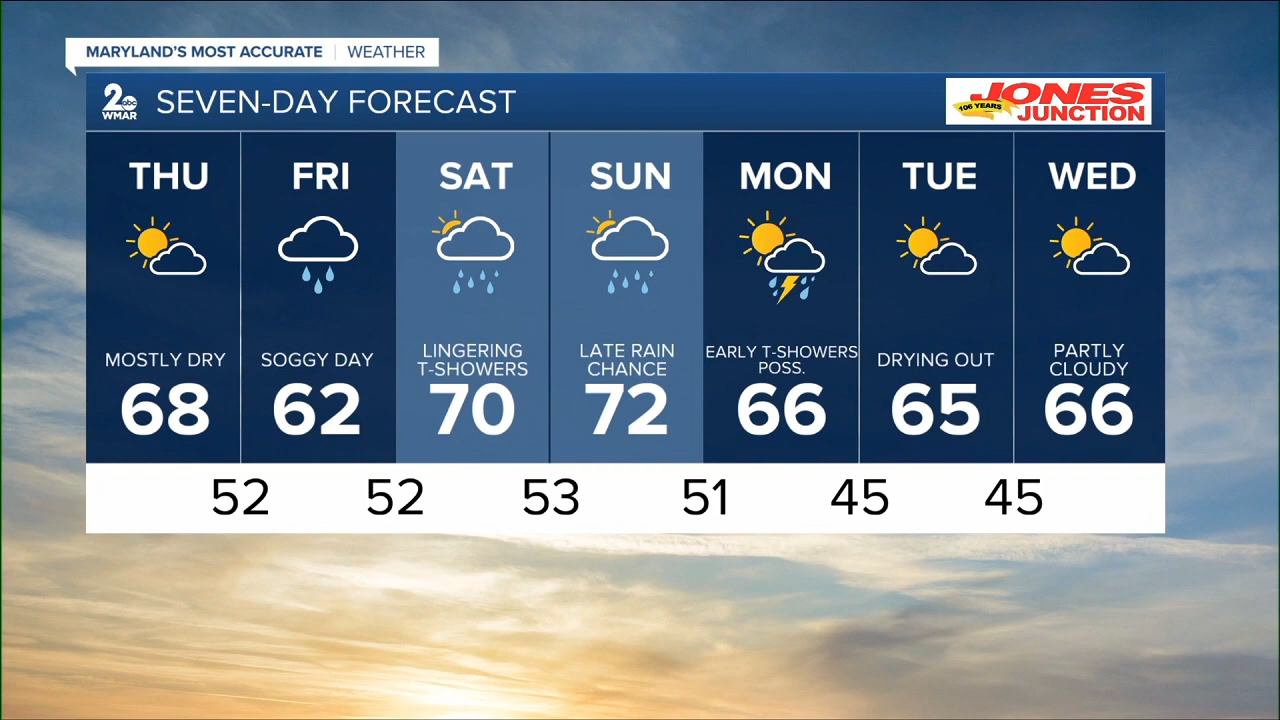 MARYLAND'S MOST ACCURATE | WEATHER
2 abc
WMAR
SEVEN-DAY FORECAST
JONES
106 YEARS
JUNCTION
THU FRI SAT SUN MON TUE WED
MOSTLY DRY
SOGGY DAY
LINGERING
T-SHOWERS
LATE RAIN
CHANCE
EARLY T-SHOWERS
POSS.
DRYING OUT
PARTLY
CLOUDY
68 62 70 72 66 65 66
52 52 53 51 45 45